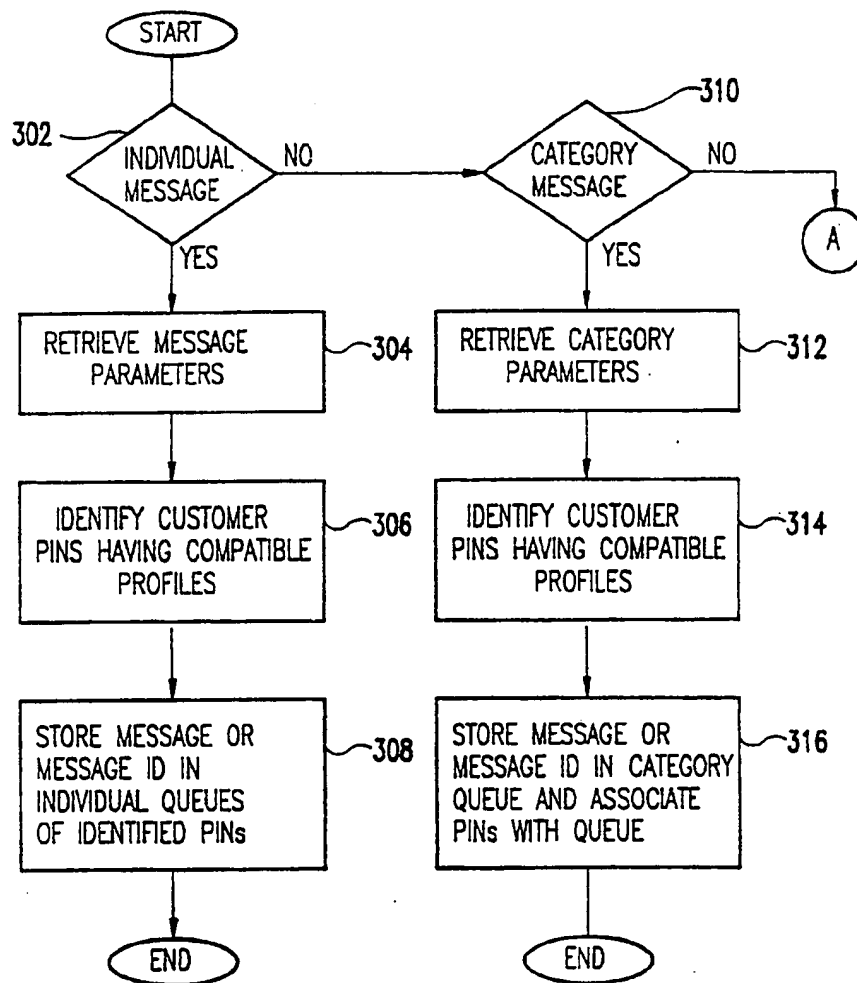 START
302
INDIVIDUAL
MESSAGE
NO
YES
310
CATEGORY
MESSAGE
NO
A
YES
RETRIEVE MESSAGE
PARAMETERS
304
RETRIEVE CATEGORY
PARAMETERS
312
IDENTIFY CUSTOMER
PINS HAVING COMPATIBLE
PROFILES
306
IDENTIFY CUSTOMER
PINS HAVING COMPATIBLE
PROFILES
314
STORE MESSAGE OR
MESSAGE ID IN
INDIVIDUAL QUEUES
OF IDENTIFIED PINs
308
STORE MESSAGE OR
MESSAGE ID IN CATEGORY
QUEUE AND ASSOCIATE
PINs WITH QUEUE
316
END
END